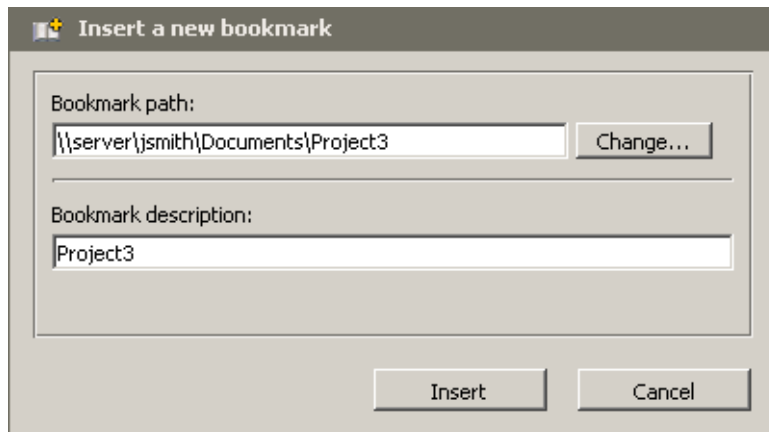 Insert a new bookmark
Bookmark path:
\\server\jsmith\Documents\Project3 Change...
Bookmark description:
Project3
Insert Cancel